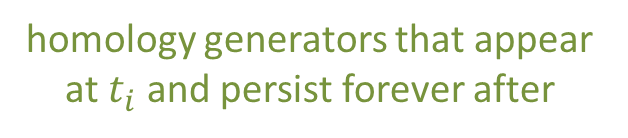 homology generators that appear
at tᵢ and persist forever after